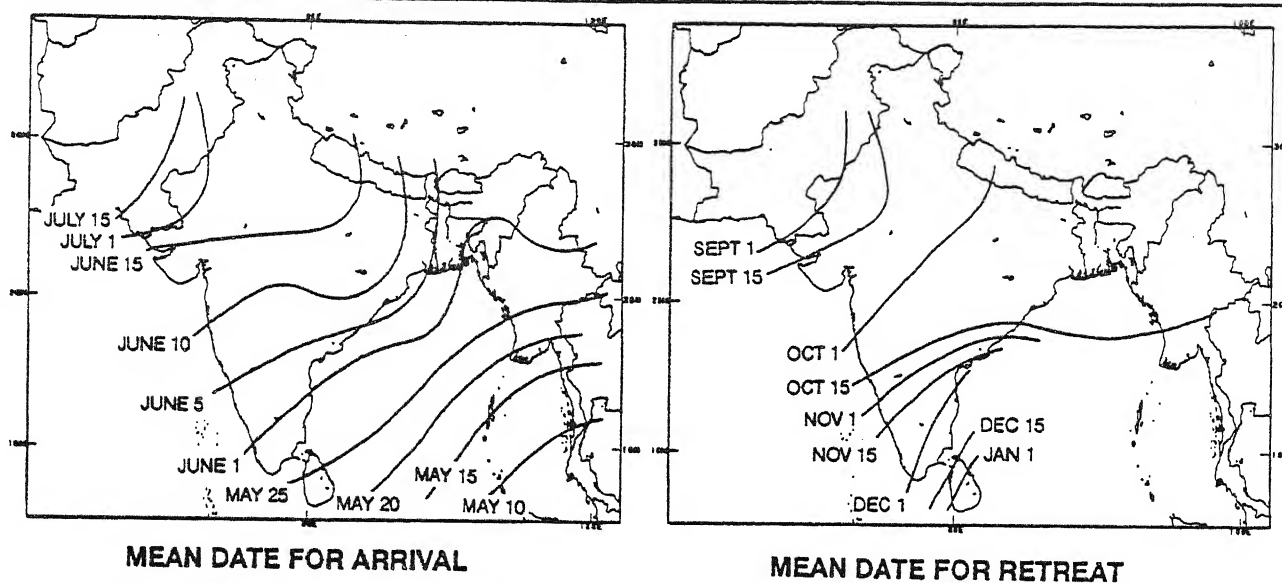 JULY 15
JULY 1
JUNE 15
JUNE 10
JUNE 5
JUNE 1
MAY 25
MAY 20
MAY 15
MAY 10
MEAN DATE FOR ARRIVAL
SEPT 1
SEPT 15
OCT 1
OCT 15
NOV 1
NOV 15
DEC 15
JAN 1
DEC 1
MEAN DATE FOR RETREAT